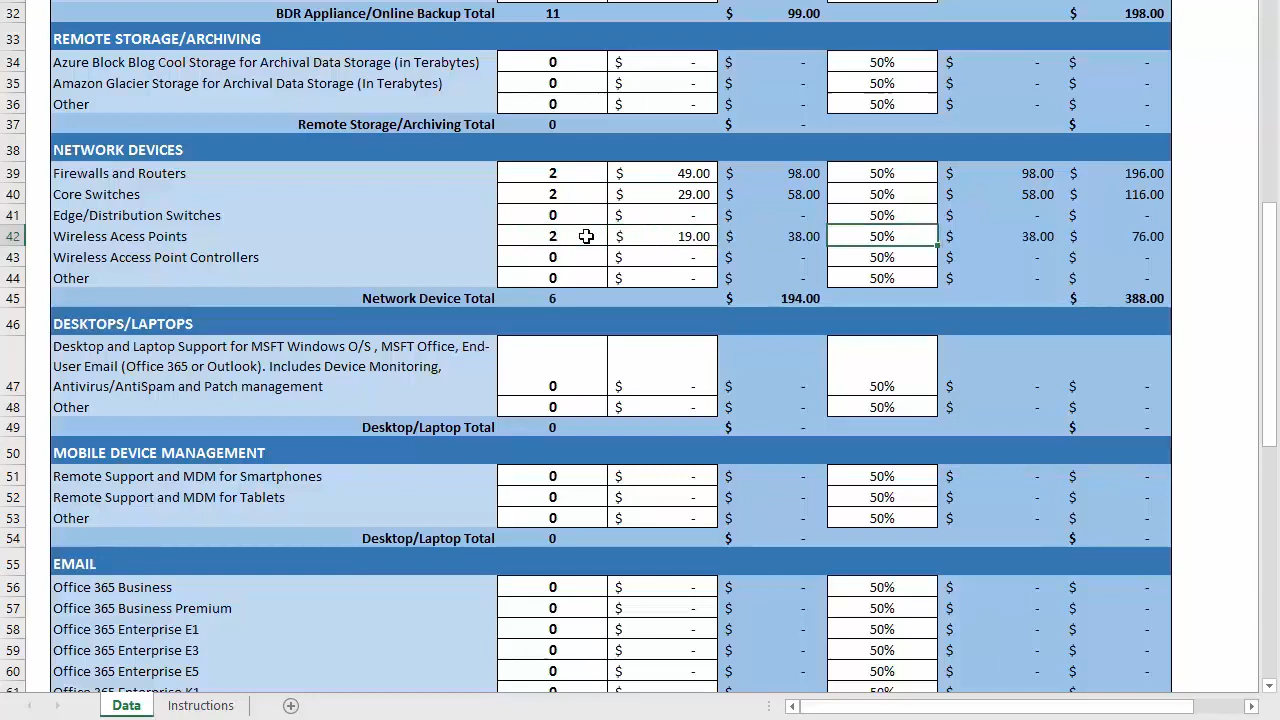 32 BDR Appliance/Online Backup Total 11 $ 99.00 $ 198.00
33 REMOTE STORAGE/ARCHIVING
34 Azure Block Blog Cool Storage for Archival Data Storage (in Terabytes) 0 $ - $ - 50% $ - $ -
35 Amazon Glacier Storage for Archival Data Storage (In Terabytes) 0 $ - $ - 50% $ - $ -
36 Other 0 $ - $ - 50% $ - $ -
37 Remote Storage/Archiving Total 0 $ - $ -
38 NETWORK DEVICES
39 Firewalls and Routers 2 $ 49.00 $ 98.00 50% $ 98.00 $ 196.00
40 Core Switches 2 $ 29.00 $ 58.00 50% $ 58.00 $ 116.00
41 Edge/Distribution Switches 0 $ - $ - 50% $ - $ -
42 Wireless Acess Points 2 $ 19.00 $ 38.00 50% $ 38.00 $ 76.00
43 Wireless Access Point Controllers 0 $ - $ - 50% $ - $ -
44 Other 0 $ - $ - 50% $ - $ -
45 Network Device Total 6 $ 194.00 $ 388.00
46 DESKTOPS/LAPTOPS
Desktop and Laptop Support for MSFT Windows O/S , MSFT Office, End-
User Email (Office 365 or Outlook). Includes Device Monitoring,
47 Antivirus/AntiSpam and Patch management 0 $ - $ - 50% $ - $ -
48 Other 0 $ - $ - 50% $ - $ -
49 Desktop/Laptop Total 0 $ - $ -
50 MOBILE DEVICE MANAGEMENT
51 Remote Support and MDM for Smartphones 0 $ - $ - 50% $ - $ -
52 Remote Support and MDM for Tablets 0 $ - $ - 50% $ - $ -
53 Other 0 $ - $ - 50% $ - $ -
54 Desktop/Laptop Total 0 $ - $ -
55 EMAIL
56 Office 365 Business 0 $ - $ - 50% $ - $ -
57 Office 365 Business Premium 0 $ - $ - 50% $ - $ -
58 Office 365 Enterprise E1 0 $ - $ - 50% $ - $ -
59 Office 365 Enterprise E3 0 $ - $ - 50% $ - $ -
60 Office 365 Enterprise E5 0 $ - $ - 50% $ - $ -
61 Office 365 Enterprise K1 0 $ - $ - 50% $ - $ -
Data Instructions